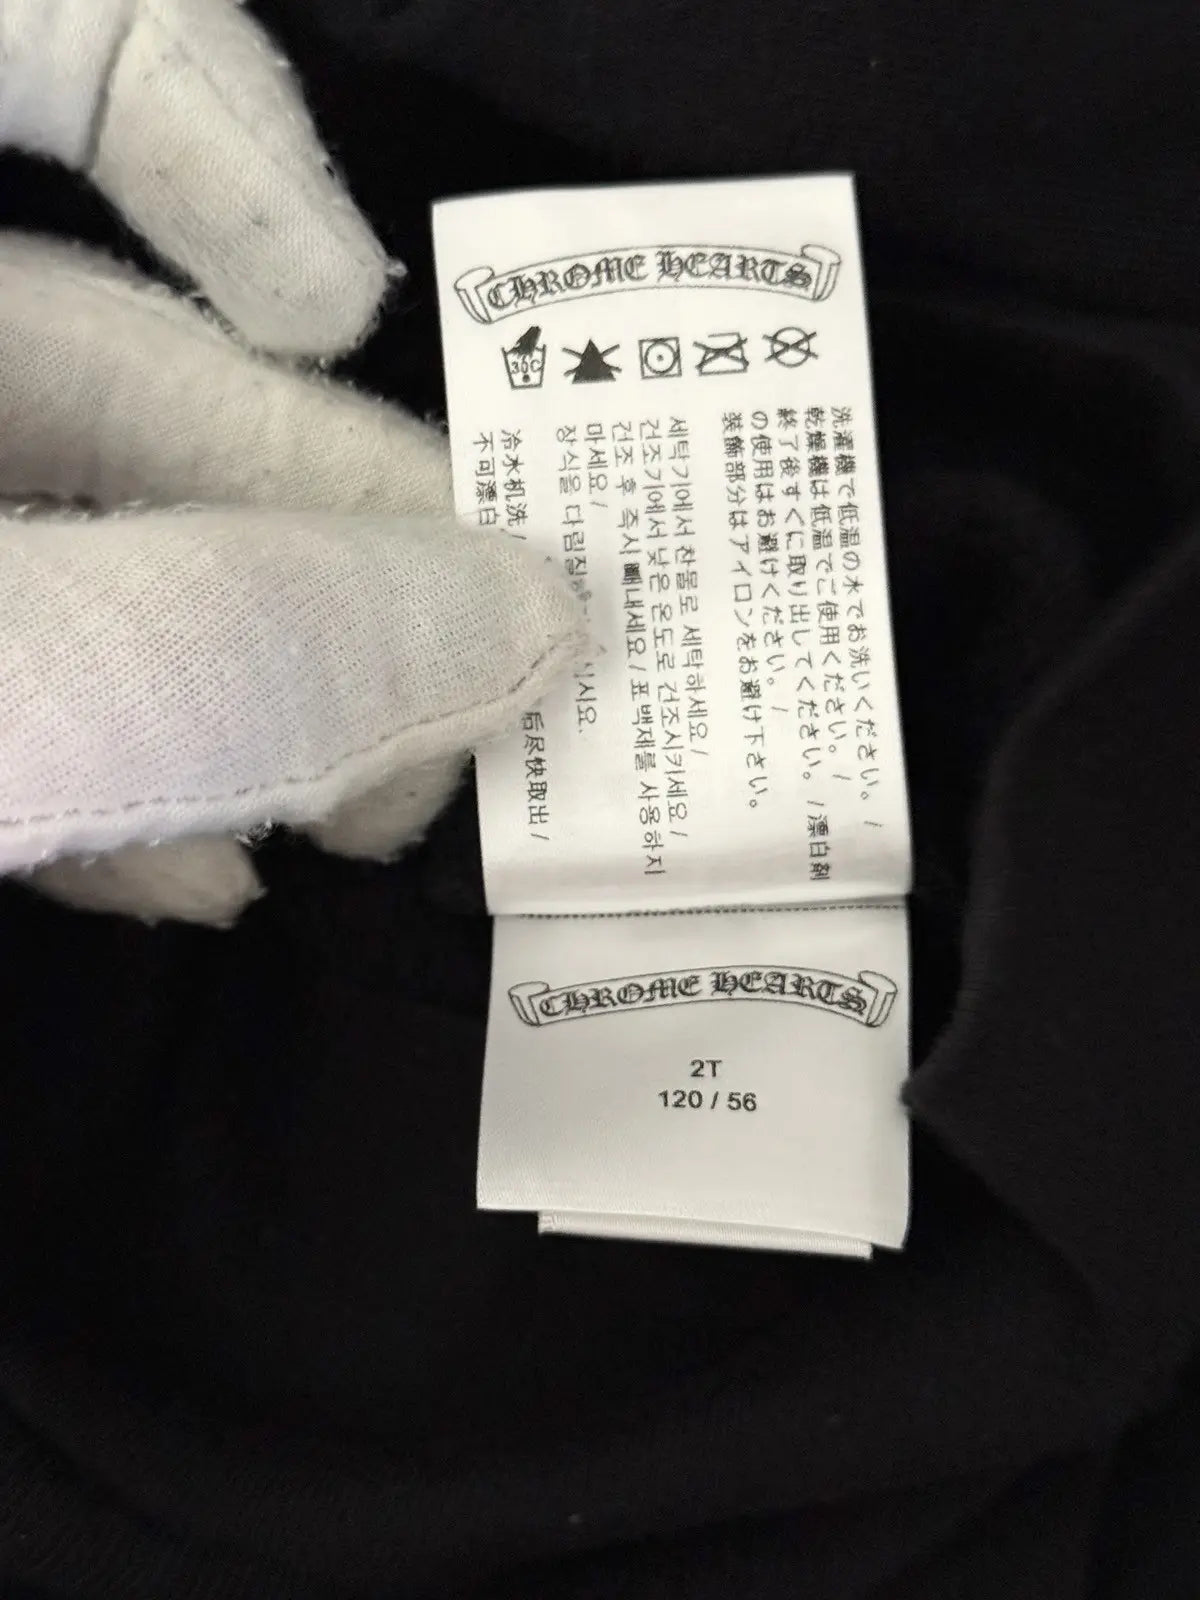 CHROME HEARTS
30C
洗濯機で低温の水でお洗いください。/
乾燥機は低温でご使用ください。/
終了後すぐに取り出してください。/漂白剤
の使用はお避けください。/
装飾部分はアイロンをお避け下さい。
세탁기에서 찬물로 세탁하세요/
건조기에서 낮은 온도로 건조시키세요/
건조 후 즉시 빼내세요/표백제를 사용하지
마세요/
장식을 다림질
시오.
冷水机洗/
后尽快取出/
不可漂白
CHROME HEARTS
2T
120 / 56